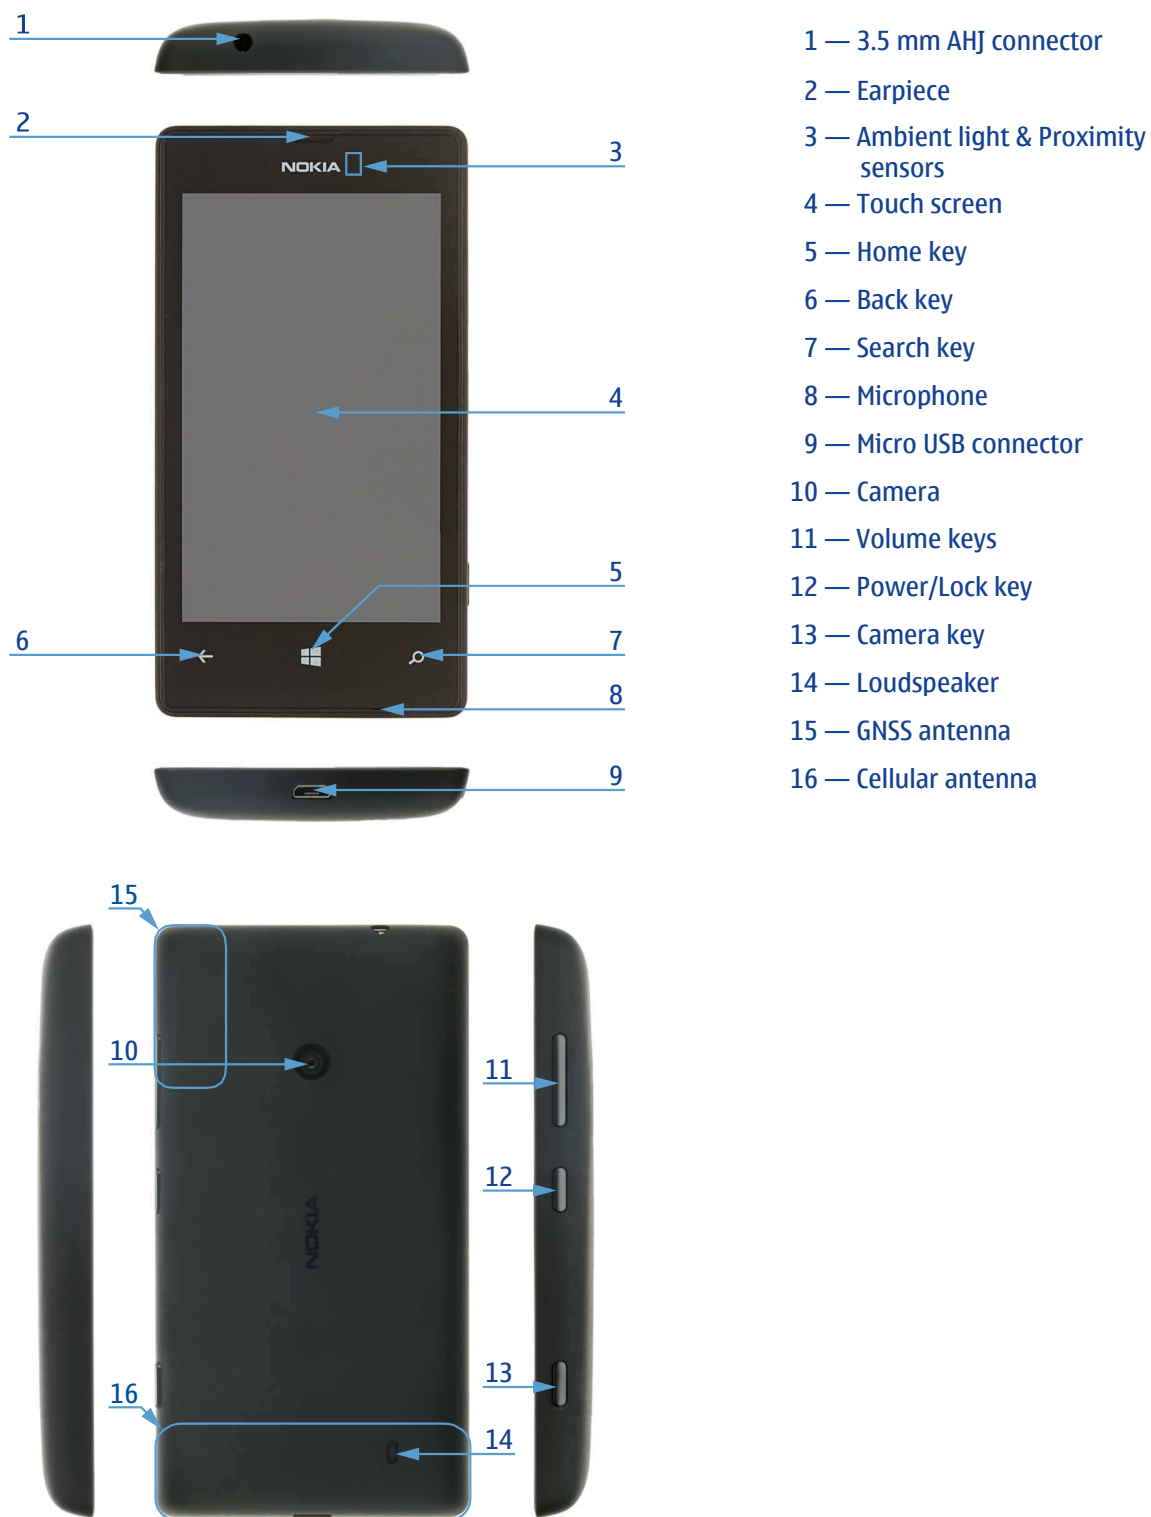 1
1 — 3.5 mm AHJ connector
2 — Earpiece
2
3 — Ambient light & Proximity
sensors
3
NOKIA
4 — Touch screen
5 — Home key
6 — Back key
7 — Search key
4
8 — Microphone
9 — Micro USB connector
10 — Camera
11 — Volume keys
5
12 — Power/Lock key
6
7
13 — Camera key
8
14 — Loudspeaker
15 — GNSS antenna
9
16 — Cellular antenna
15
10
11
12
NOKIA
13
16
14